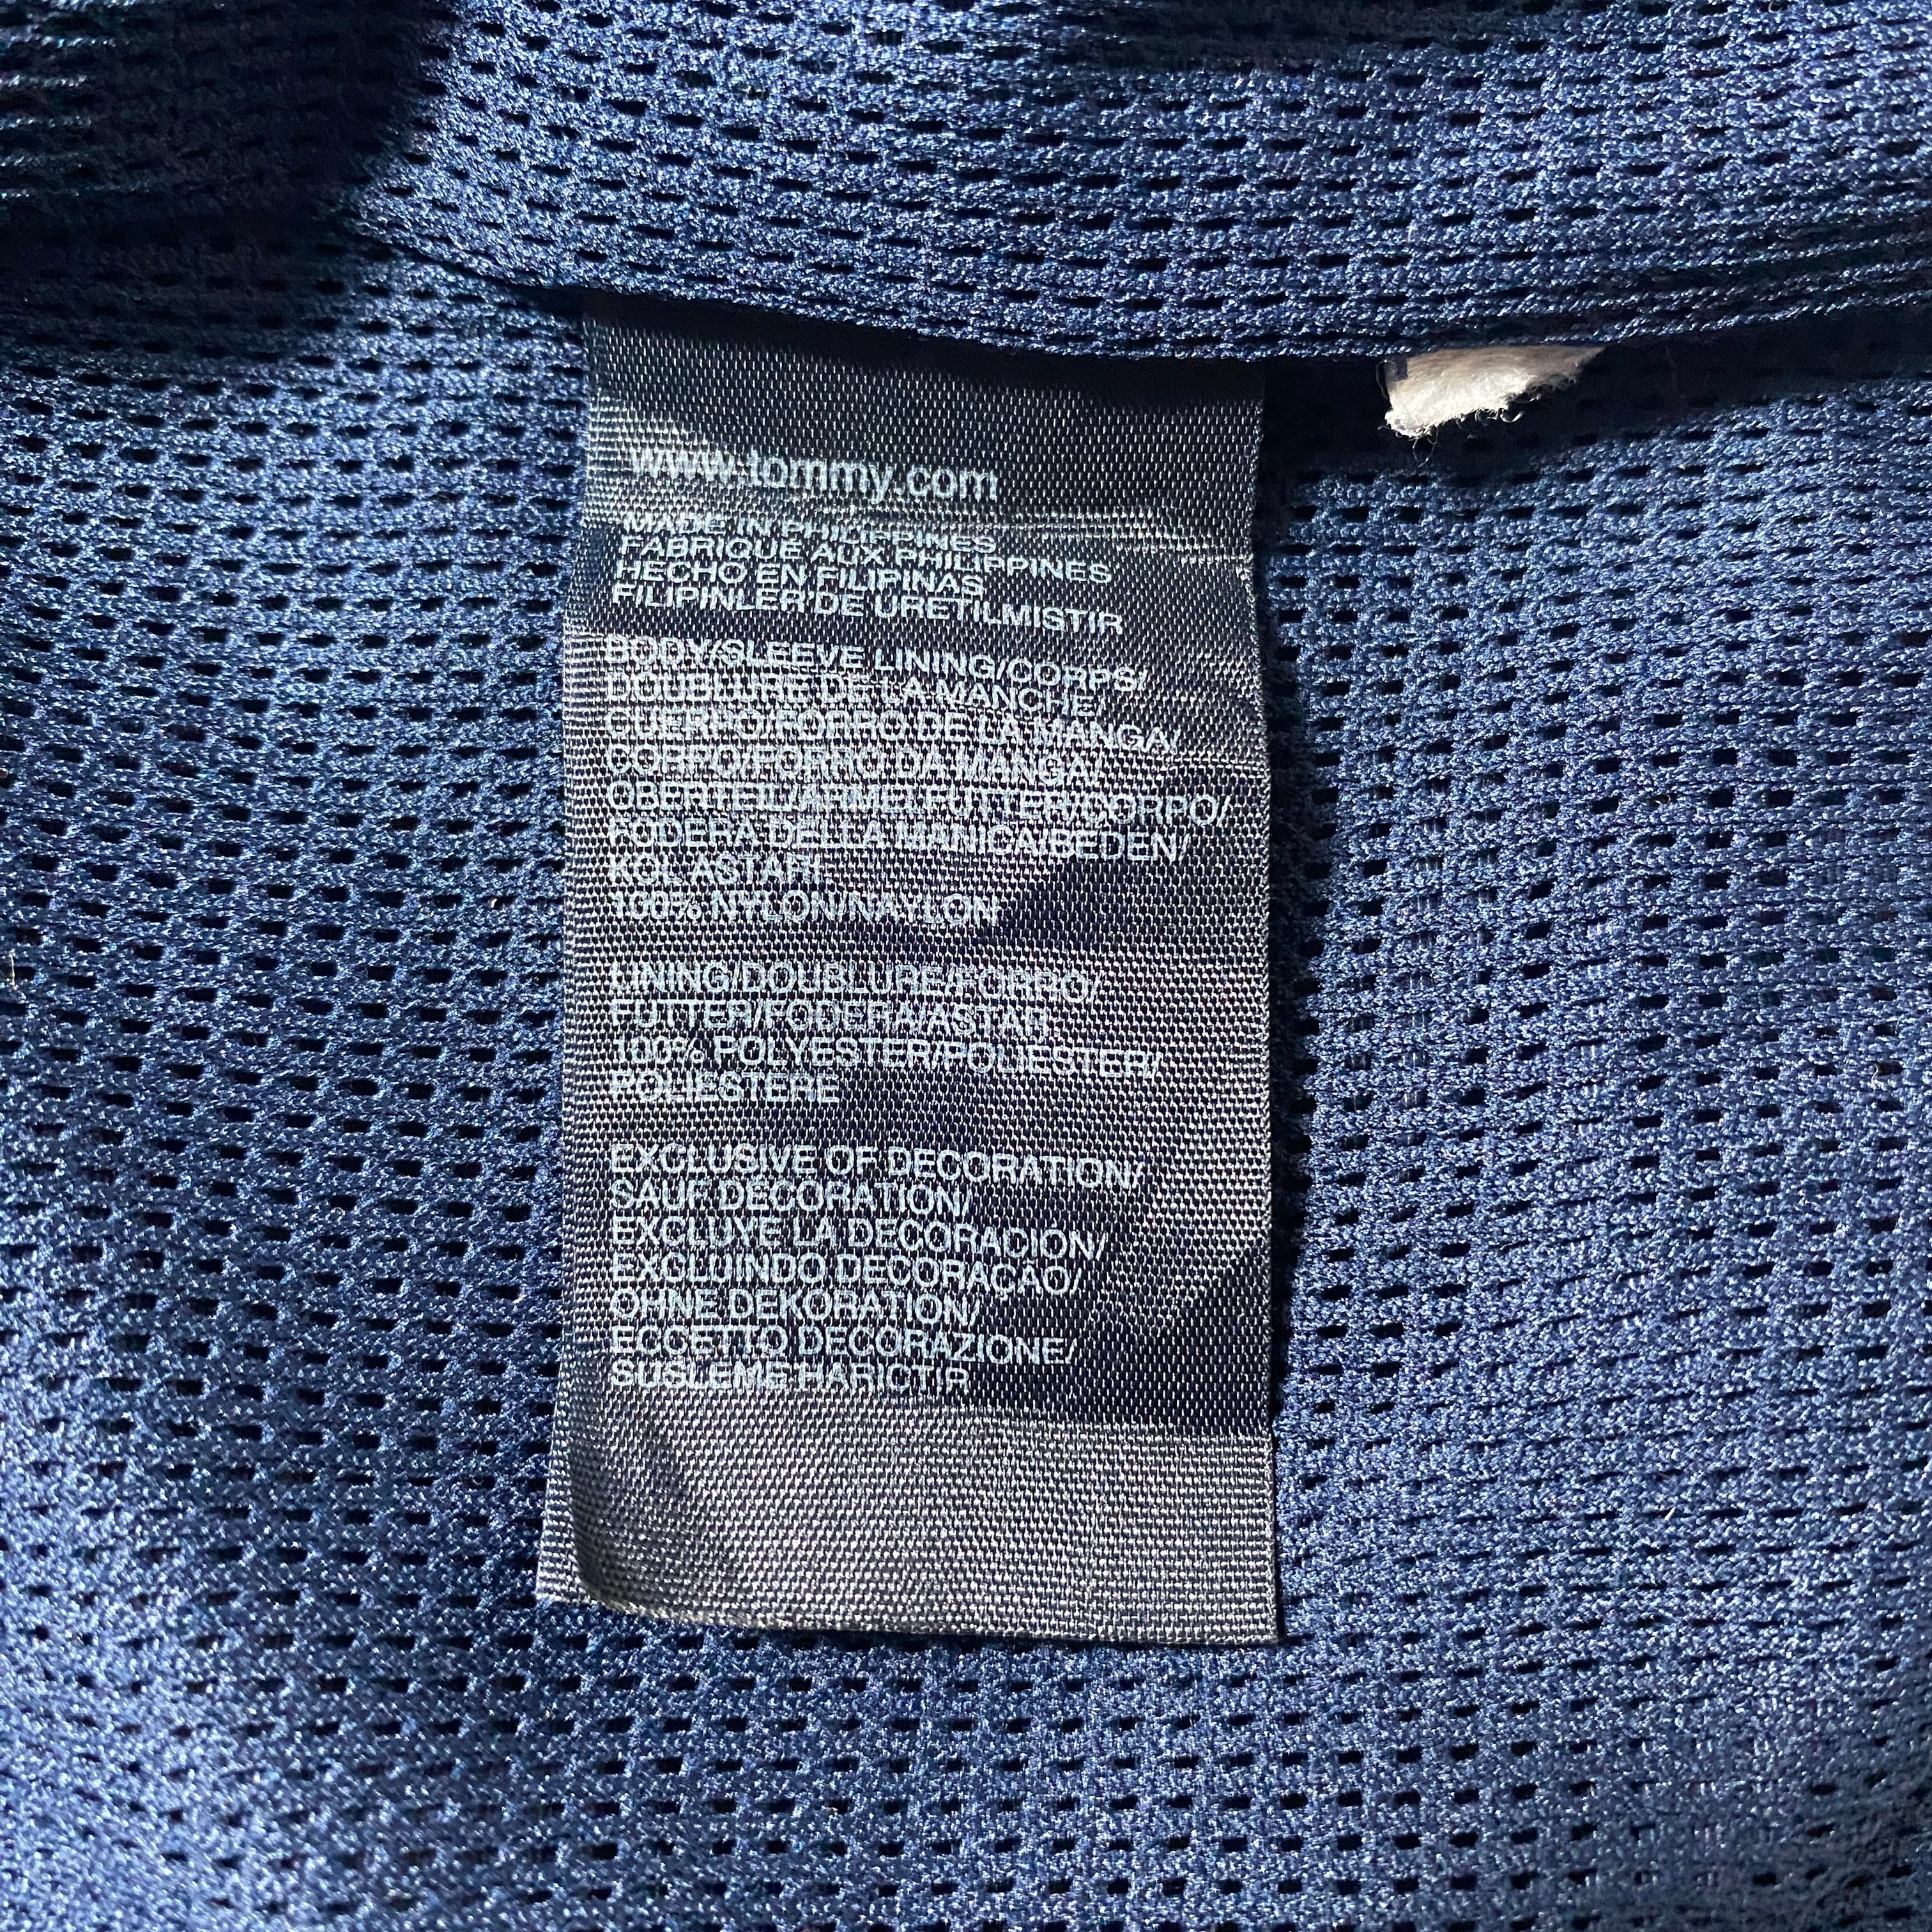 www.tommy.com
MADE IN PHILIPPINES
FABRIQUE AUX PHILIPPINES
HECHO EN FILIPINAS
FILIPINLER DE URETILMISTIR
BODY/SLEEVE LINING/CORPS/
DOUBLURE DE LA MANCHE/
CUERPO/FORRO DE LA MANGA/
CORPO/FORRO DA MANGA/
OBERTEIL/ARMEL FUTTER/CORPO/
FODERA DELLA MANICA/BEDEN/
KOL ASTARI
100% NYLON/NAYLON
LINING/DOUBLURE/FORRO/
FUTTER/FODERA/ASTAR
100% POLYESTER/POLIESTER/
POLIESTERE
EXCLUSIVE OF DECORATION/
SAUF DÉCORATION/
EXCLUYE LA DECORACIÓN/
EXCLUINDO DECORAÇÃO/
OHNE DEKORATION/
ECCETTO DECORAZIONE/
SUSLEME HARICTIR